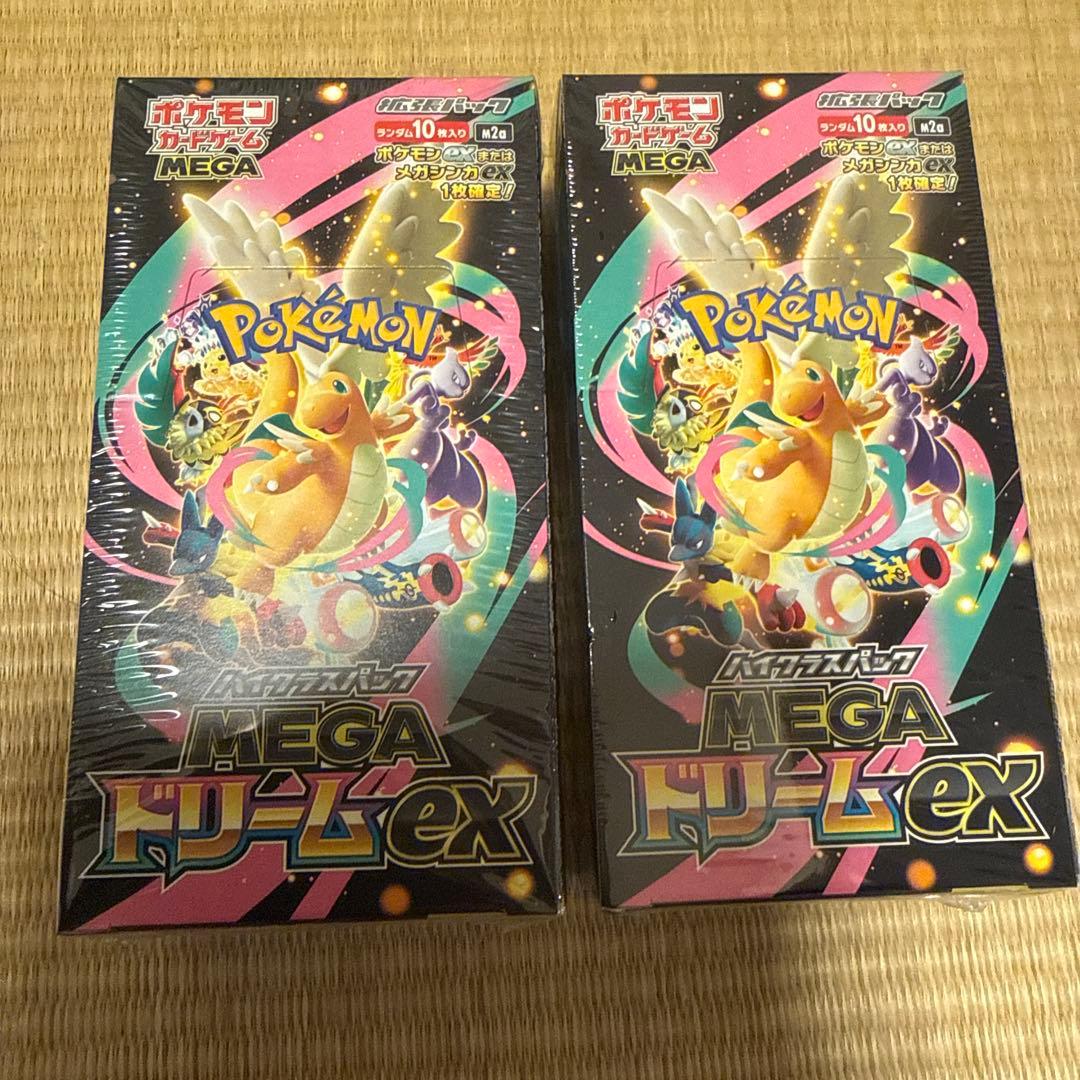 ポケモン
カードゲーム
MEGA
拡張パック
ランダム10枚入り
M2a
ポケモンexまたは
メガシンカex
1枚確定!
POKéMON
TM
ハイクラスパック
MEGA
ドリームex
ポケモン
カードゲーム
MEGA
拡張パック
ランダム10枚入り
M2a
ポケモンexまたは
メガシンカex
1枚確定!
POKéMON
TM
ハイクラスパック
MEGA
ドリームex